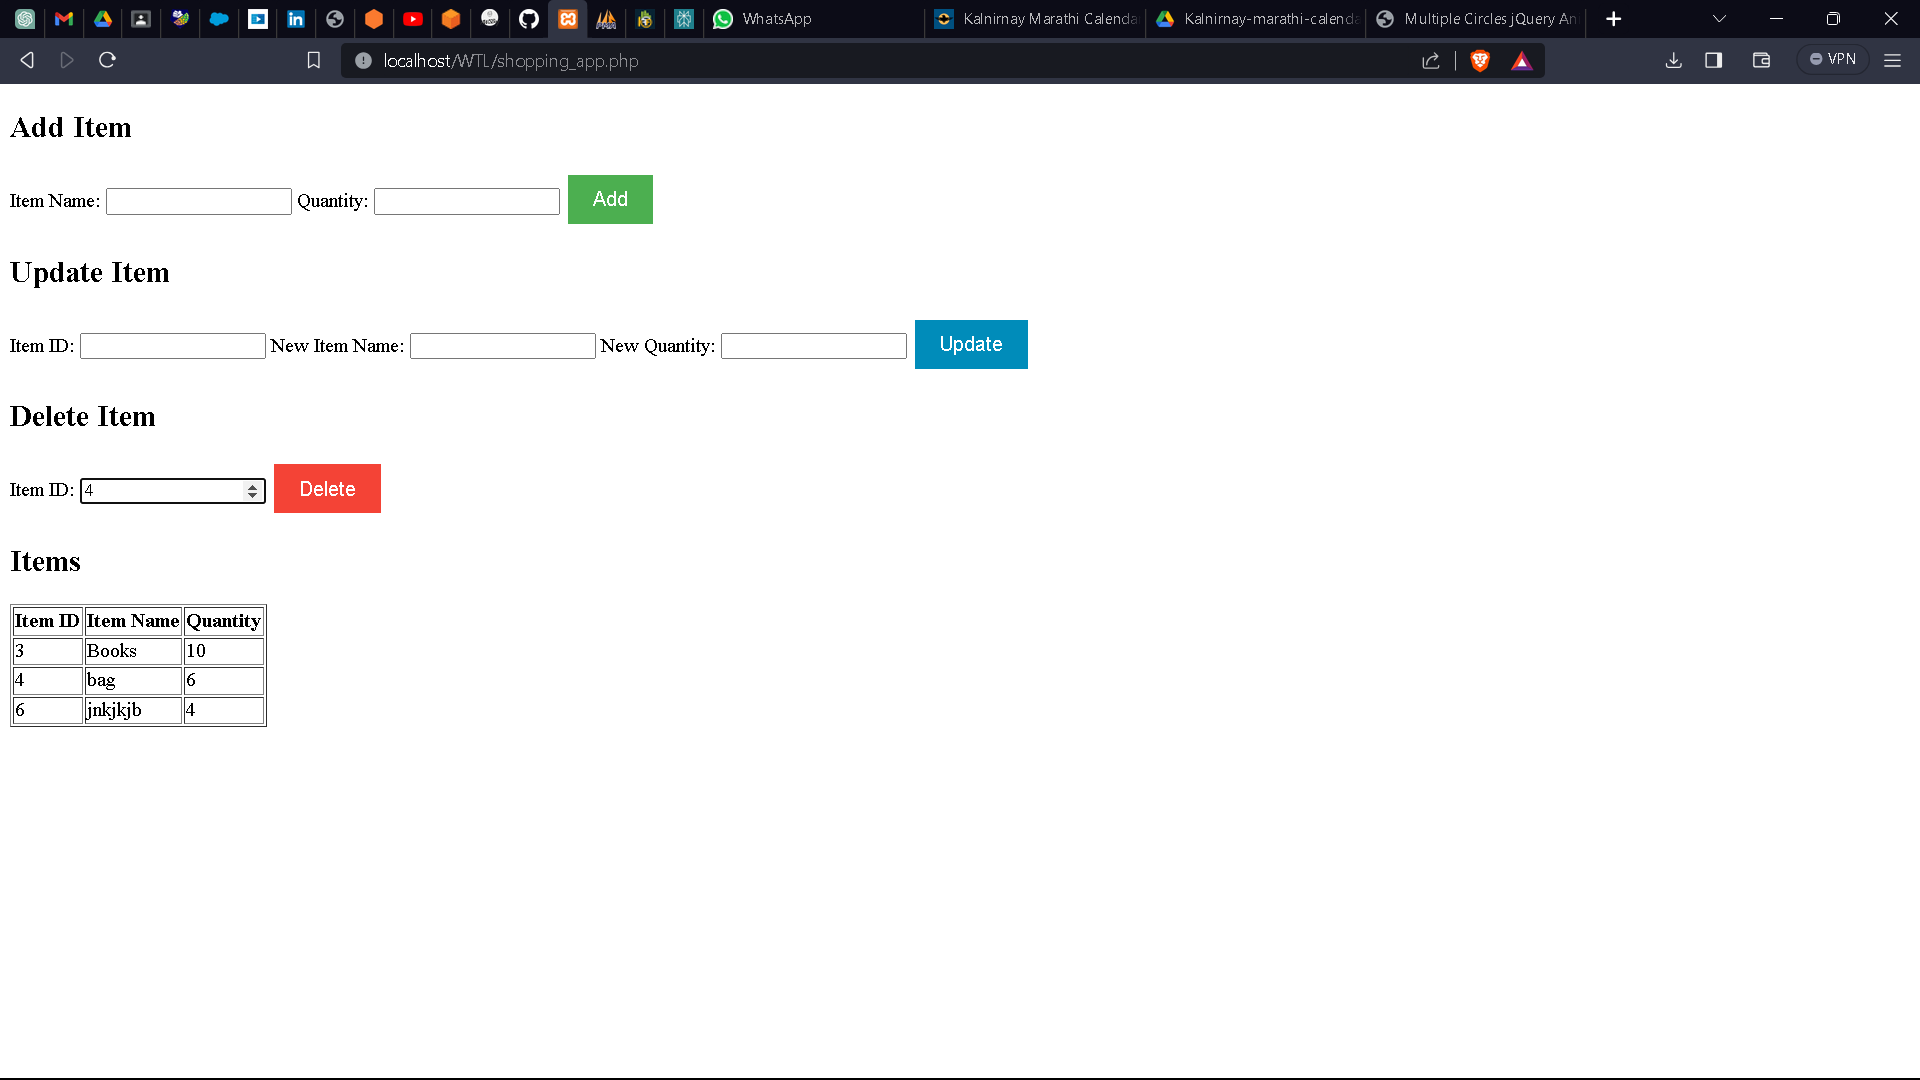 WhatsApp
Kalnirnay Marathi Calenda
Kalnirnay-marathi-calenda
Multiple Circles jQuery An
localhost/WTL/shopping_app.php
VPN
Add Item
Item Name: Quantity: Add
Update Item
Item ID: New Item Name: New Quantity: Update
Delete Item
Item ID: 4 Delete
Items
Item ID Item Name Quantity
3 Books 10
4 bag 6
6 jnkjkjb 4